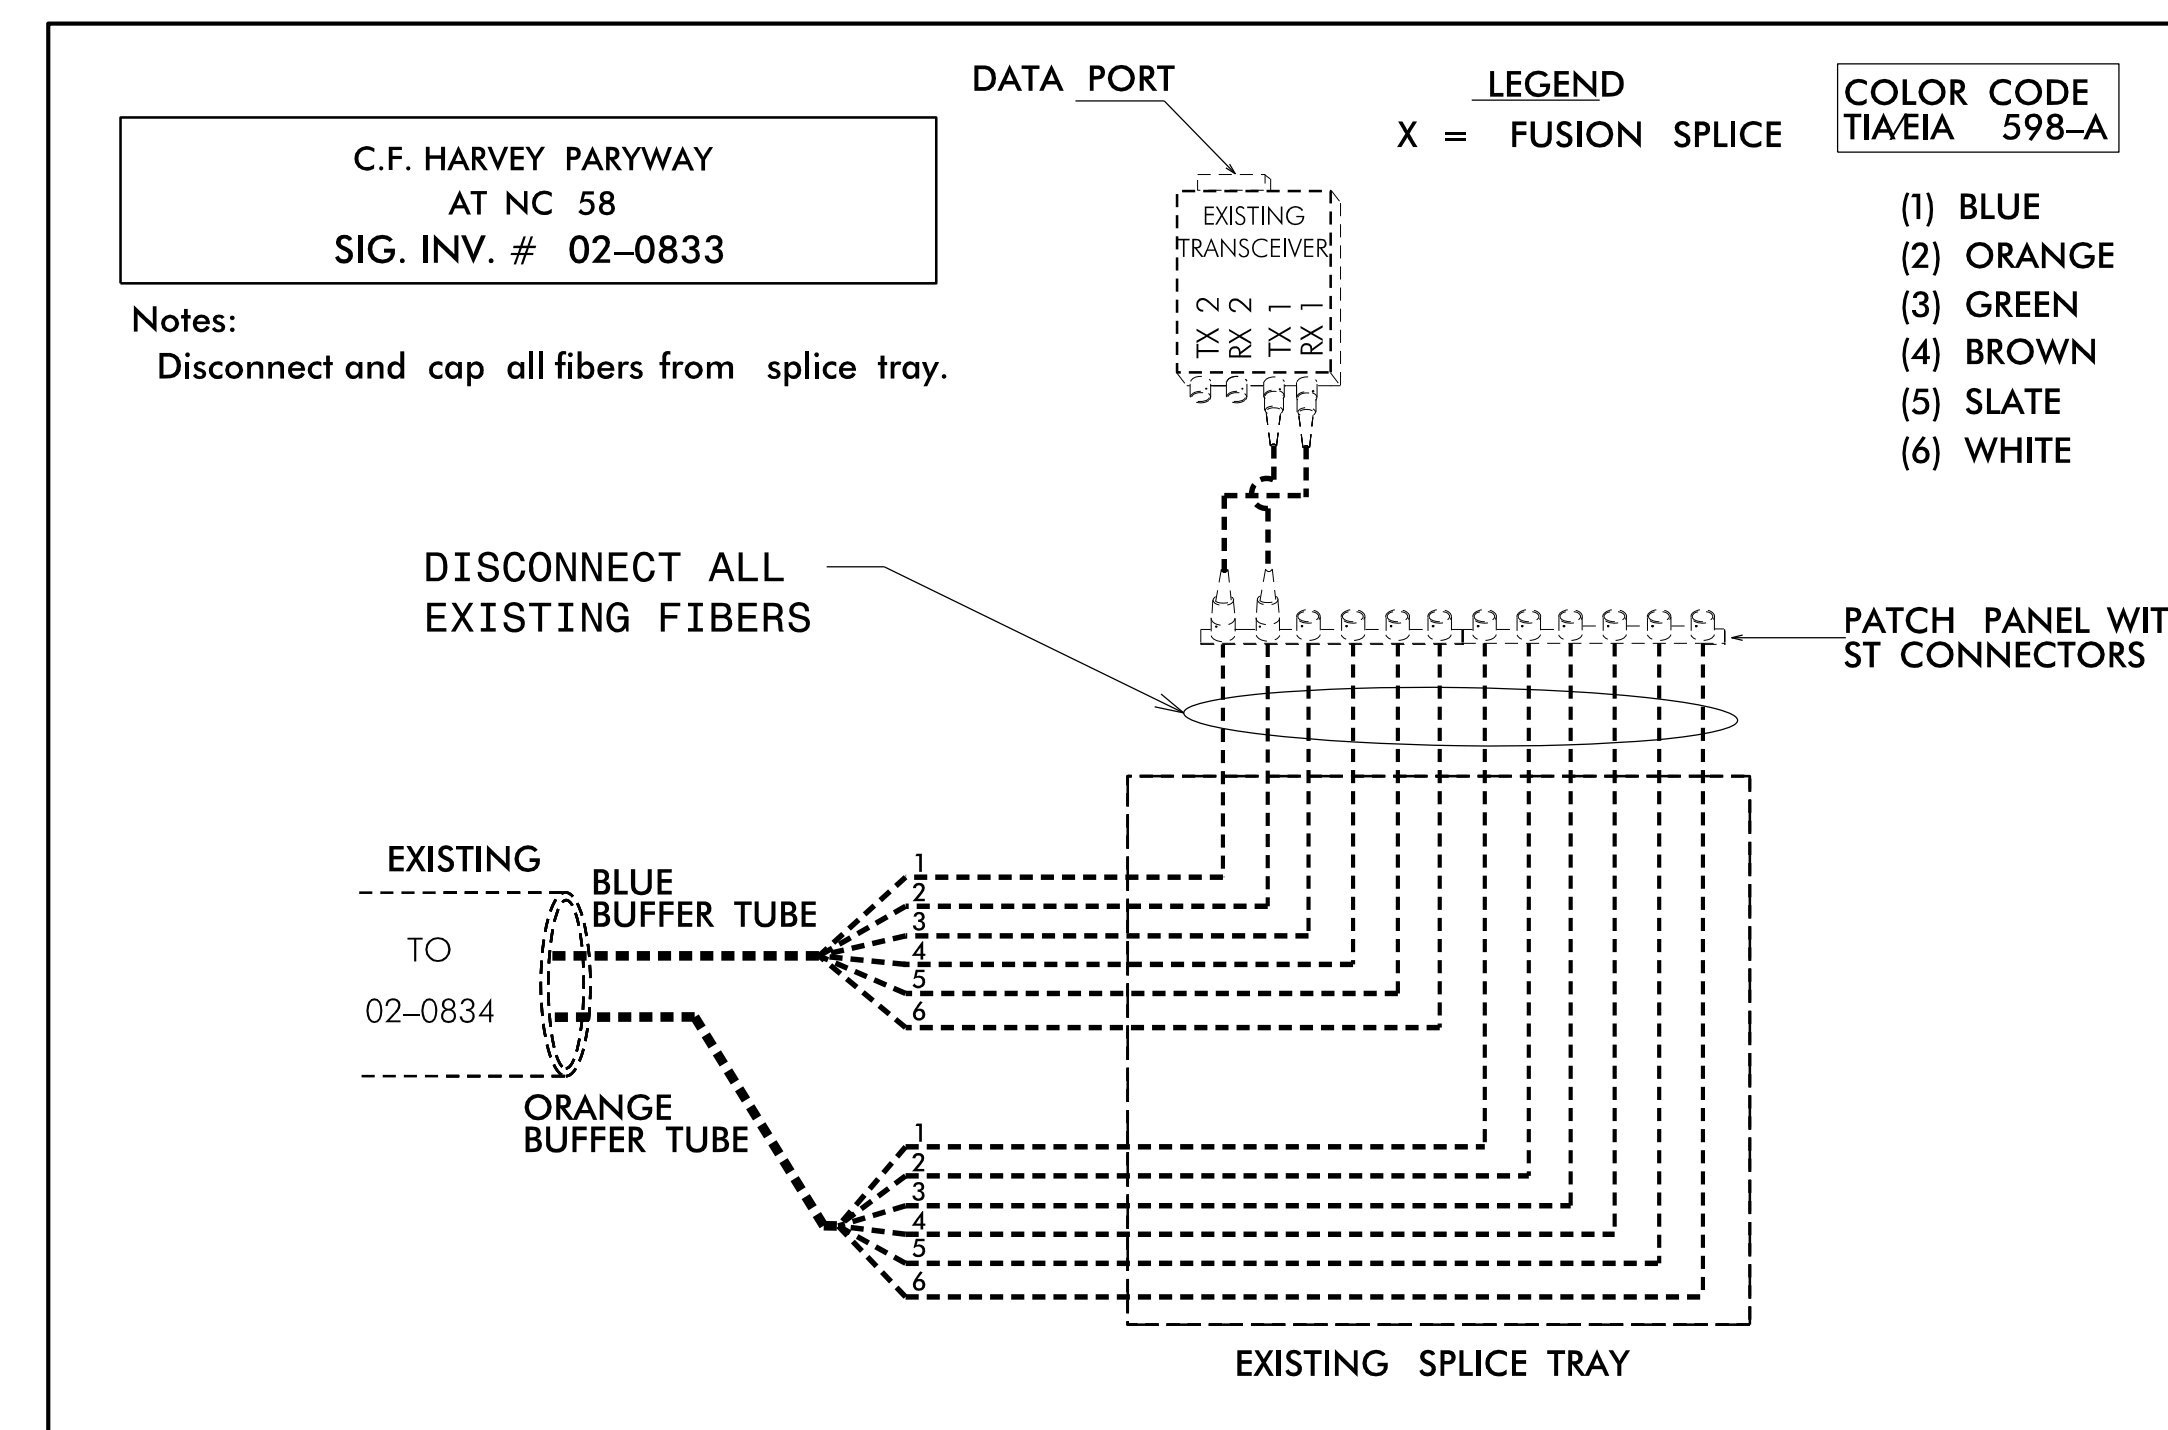 C.F. HARVEY PARYWAY
AT NC 58
SIG. INV. # 02–0833
Notes:
Disconnect and cap all fibers from splice tray.
DATA PORT
EXISTING
TRANSCEIVER
TX 2
RX 2
TX 1
RX 1
LEGEND
X = FUSION SPLICE
COLOR CODE
TIA/EIA 598–A
(1) BLUE
(2) ORANGE
(3) GREEN
(4) BROWN
(5) SLATE
(6) WHITE
DISCONNECT ALL
EXISTING FIBERS
PATCH PANEL WIT
ST CONNECTORS
EXISTING
TO
02–0834
BLUE
BUFFER TUBE
1
2
3
4
5
6
ORANGE
BUFFER TUBE
1
2
3
4
5
6
EXISTING SPLICE TRAY